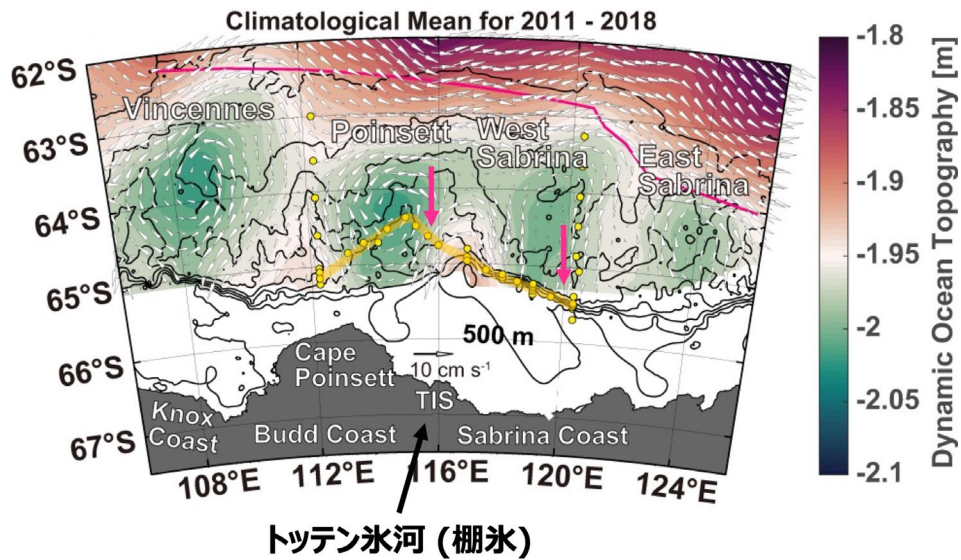 Climatological Mean for 2011 - 2018
62°S
63°S
64°S
65°S
66°S
67°S
Vincennes
Poinsett
West
Sabrina
East
Sabrina
500 m
10 cm s⁻¹
Cape
Poinsett
TIS
Knox
Coast
Budd Coast
Sabrina Coast
108°E
112°E
116°E
120°E
124°E
トッテン氷河 (棚氷)
-1.8
-1.85
-1.9
-1.95
-2
-2.05
-2.1
Dynamic Ocean Topography [m]